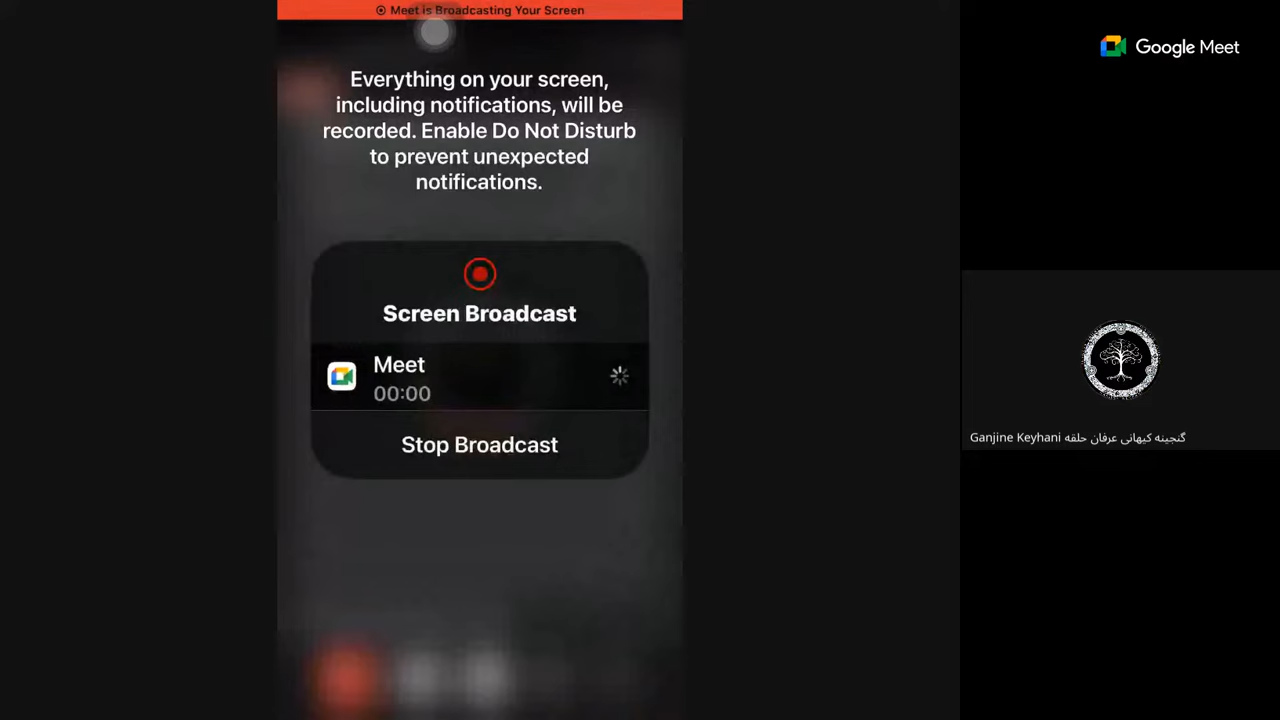 Meet is Broadcasting Your Screen
Everything on your screen,
including notifications, will be
recorded. Enable Do Not Disturb
to prevent unexpected
notifications.
Screen Broadcast
Meet
00:00
Stop Broadcast
Google Meet
Ganjine Keyhani گنجینه کیهانی عرفان حلقه